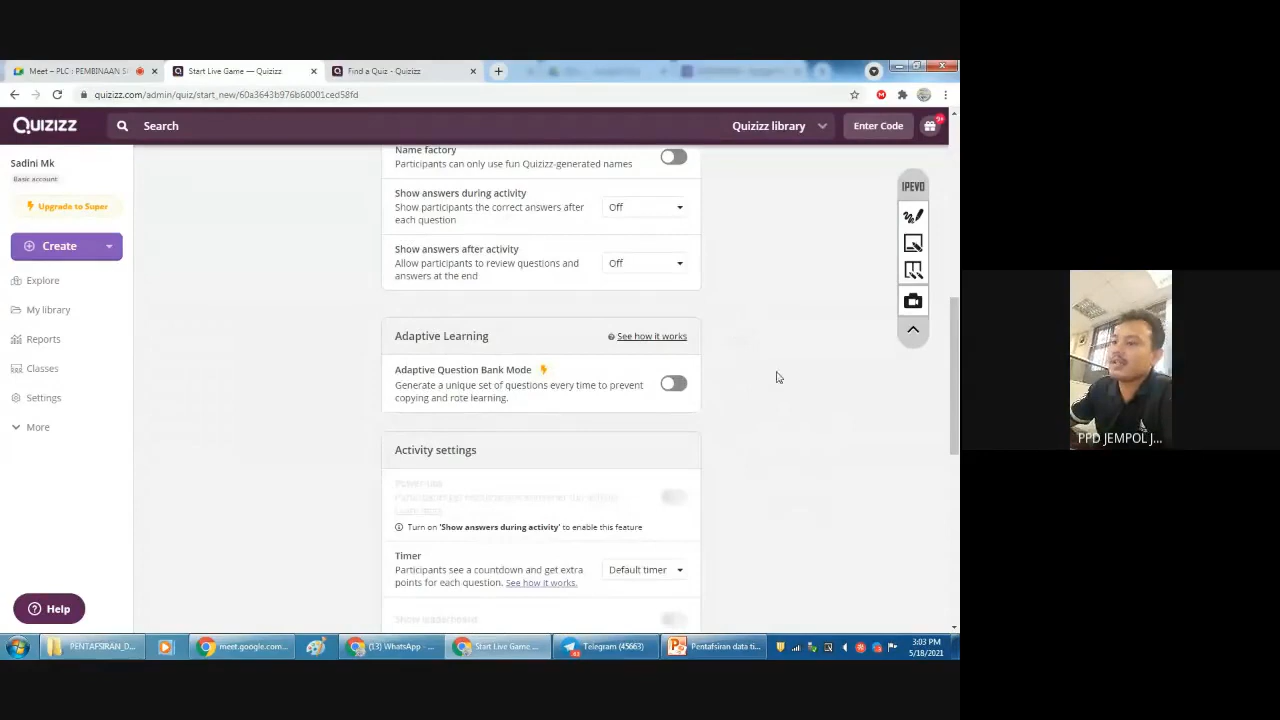 Meet – PLC : PEMBINAAN S
Start Live Game — Quizizz
Find a Quiz - Quizizz
quizizz.com/admin/quiz/start_new/60a3643b976b60001ced58fd
QUIZIZZ
Search
Quizizz library
Enter Code
9+
Sadini Mk
Basic account
Upgrade to Super
Create
Explore
My library
Reports
Classes
Settings
More
Help
Name factory
Participants can only use fun Quizizz-generated names
Show answers during activity
Show participants the correct answers after
each question
Off
Show answers after activity
Allow participants to review questions and
answers at the end
Off
Adaptive Learning
See how it works
Adaptive Question Bank Mode
Generate a unique set of questions every time to prevent
copying and rote learning.
Activity settings
Turn on 'Show answers during activity' to enable this feature
Timer
Participants see a countdown and get extra
points for each question. See how it works.
Default timer
Show leaderboard
IPEVO
PPD JEMPOL J...
PENTAFSIRAN_D...
meet.google.com...
(13) WhatsApp - ...
Start Live Game ...
Telegram (45663)
Pentafsiran data ti...
3:03 PM
5/18/2021